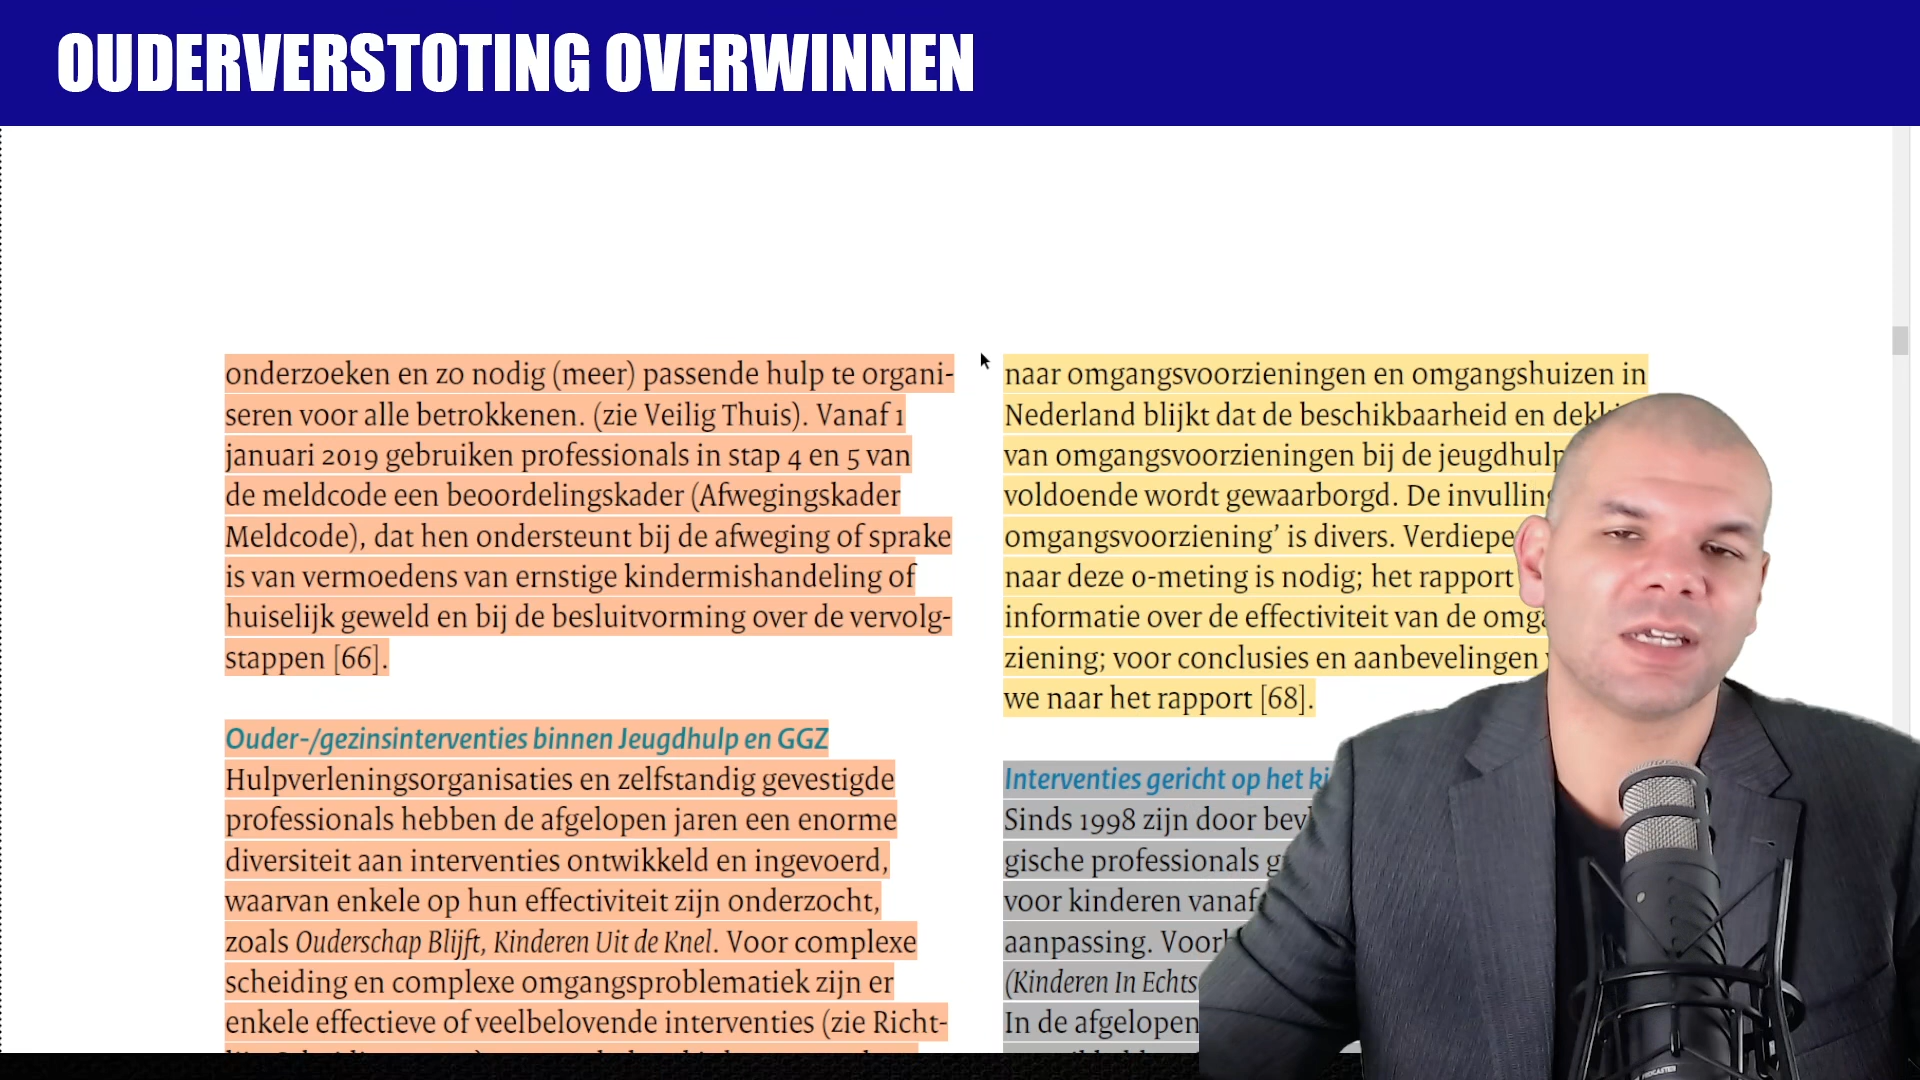 OUDERVERSTOTING OVERWINNEN
onderzoeken en zo nodig (meer) passende hulp te organi-
seren voor alle betrokkenen. (zie Veilig Thuis). Vanaf 1
januari 2019 gebruiken professionals in stap 4 en 5 van
de meldcode een beoordelingskader (Afwegingskader
Meldcode), dat hen ondersteunt bij de afweging of sprake
is van vermoedens van ernstige kindermishandeling of
huiselijk geweld en bij de besluitvorming over de vervolg-
stappen [66].
Ouder-/gezinsinterventies binnen Jeugdhulp en GGZ
Hulpverleningsorganisaties en zelfstandig gevestigde
professionals hebben de afgelopen jaren een enorme
diversiteit aan interventies ontwikkeld en ingevoerd,
waarvan enkele op hun effectiviteit zijn onderzocht,
zoals Ouderschap Blijft, Kinderen Uit de Knel. Voor complexe
scheiding en complexe omgangsproblematiek zijn er
enkele effectieve of veelbelovende interventies (zie Richt-
naar omgangsvoorzieningen en omgangshuizen in
Nederland blijkt dat de beschikbaarheid en
van omgangsvoorzieningen bij de
voldoende wordt gewaarborgd. De
omgangsvoorziening’ is divers.
naar deze 0-meting is nodig; het rapport
informatie over de effectiviteit van de
ziening; voor conclusies en aanbevelingen
we naar het rapport [68].
Interventies gericht op het
Sinds 1998 zijn door
gische professionals
voor kinderen vanaf
aanpassing.
(Kinderen In
In de afgelopen